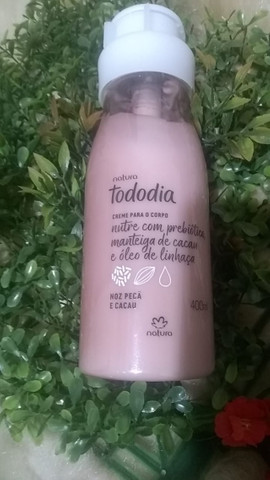 natura
tododia
CREME PARA O CORPO
nutre com prebiótico,
manteiga de cacau
e óleo de linhaça
NOZ PECÃ
E CACAU
400ml
natura